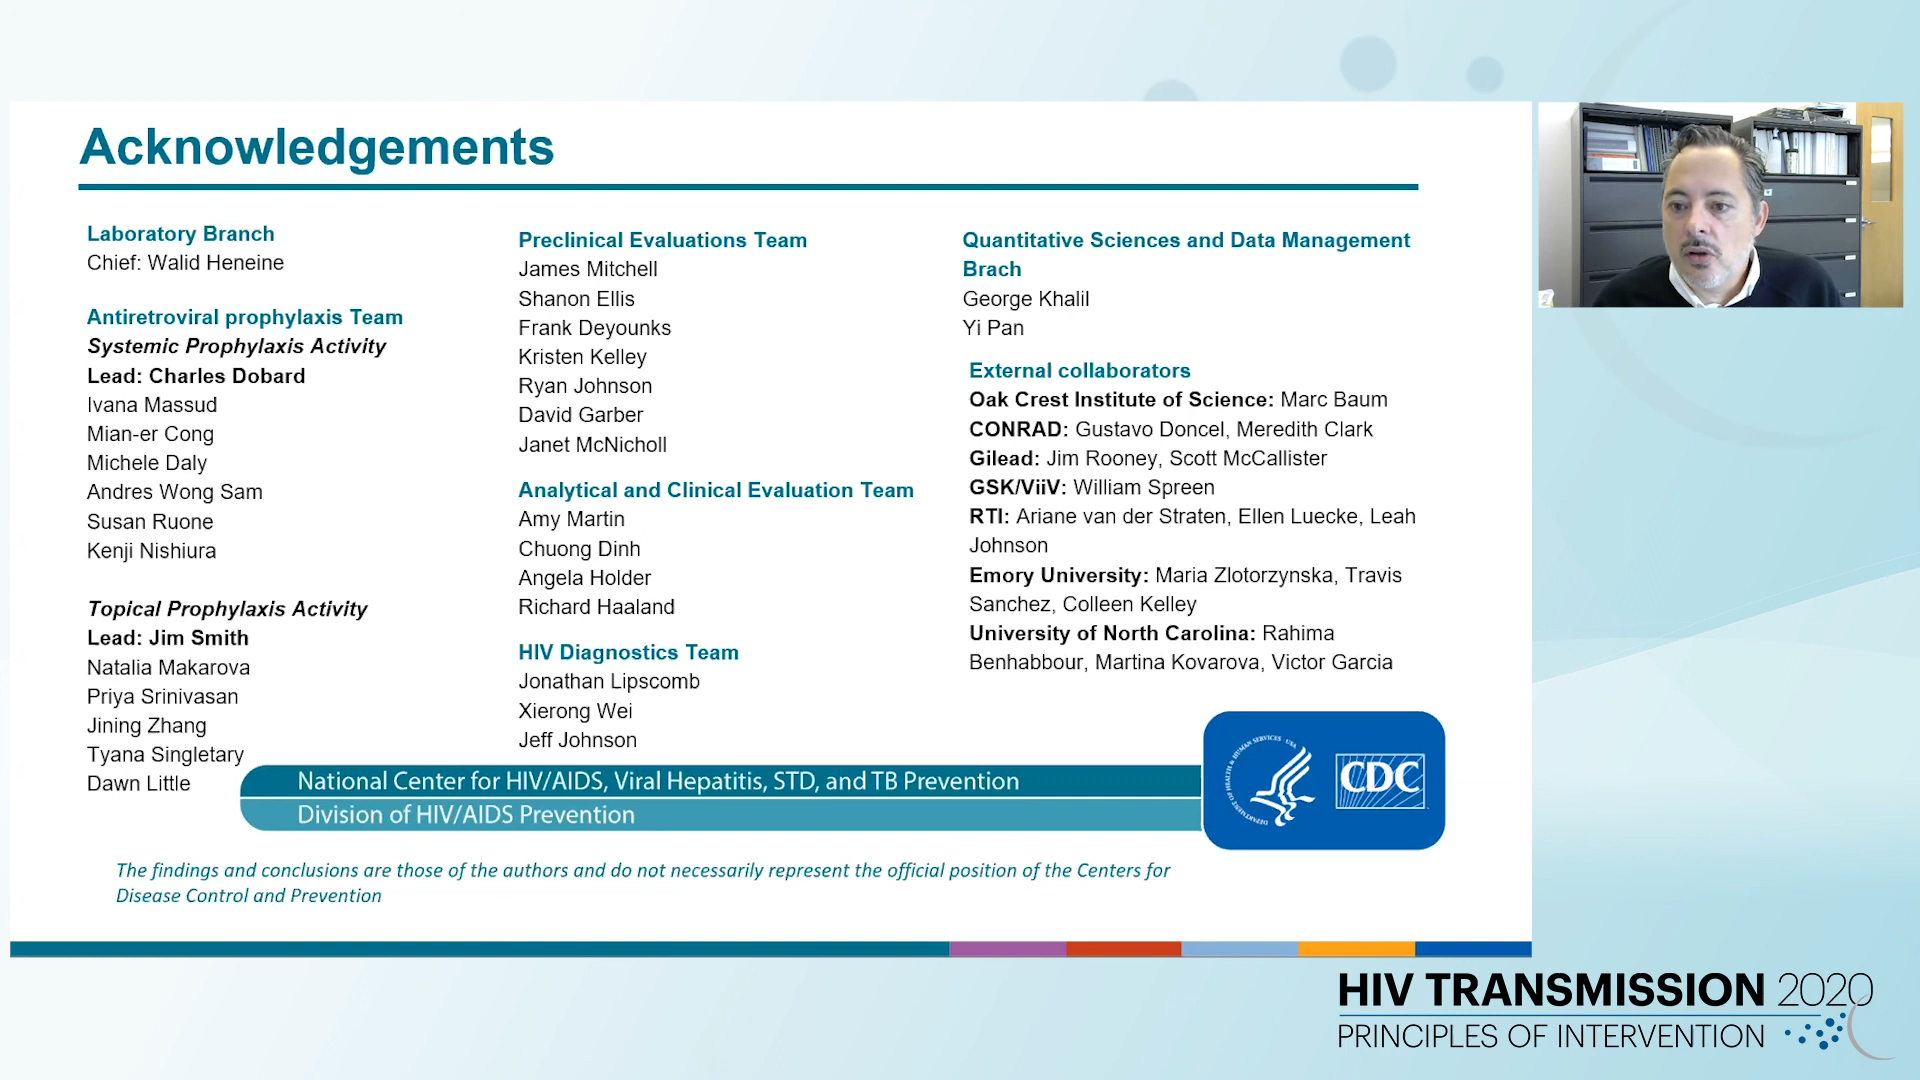 Acknowledgements
Laboratory Branch
Chief: Walid Heneine
Antiretroviral prophylaxis Team
Systemic Prophylaxis Activity
Lead: Charles Dobard
Ivana Massud
Mian-er Cong
Michele Daly
Andres Wong Sam
Susan Ruone
Kenji Nishiura
Topical Prophylaxis Activity
Lead: Jim Smith
Natalia Makarova
Priya Srinivasan
Jining Zhang
Tyana Singletary
Dawn Little
Preclinical Evaluations Team
James Mitchell
Shanon Ellis
Frank Deyounks
Kristen Kelley
Ryan Johnson
David Garber
Janet McNicholl
Analytical and Clinical Evaluation Team
Amy Martin
Chuong Dinh
Angela Holder
Richard Haaland
HIV Diagnostics Team
Jonathan Lipscomb
Xierong Wei
Jeff Johnson
Quantitative Sciences and Data Management
Brach
George Khalil
Yi Pan
External collaborators
Oak Crest Institute of Science: Marc Baum
CONRAD: Gustavo Doncel, Meredith Clark
Gilead: Jim Rooney, Scott McCallister
GSK/ViiV: William Spreen
RTI: Ariane van der Straten, Ellen Luecke, Leah
Johnson
Emory University: Maria Zlotorzynska, Travis
Sanchez, Colleen Kelley
University of North Carolina: Rahima
Benhabbour, Martina Kovarova, Victor Garcia
National Center for HIV/AIDS, Viral Hepatitis, STD, and TB Prevention
Division of HIV/AIDS Prevention
DEPARTMENT OF HEALTH & HUMAN SERVICES · USA
CDC
The findings and conclusions are those of the authors and do not necessarily represent the official position of the Centers for
Disease Control and Prevention
HIV TRANSMISSION 2020
PRINCIPLES OF INTERVENTION